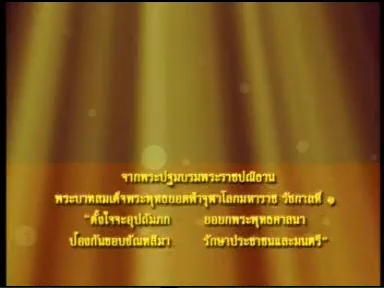 จากพระปฐมบรมพระราชปณิธาน
พระบาทสมเด็จพระพุทธยอดฟ้าจุฬาโลกมหาราช รัชกาลที่ ๑
"ตั้งใจจะอุปถัมภก ยอยกพระพุทธศาสนา
ป้องกันขอบขัณฑสีมา รักษาประชาชนและมนตรี"